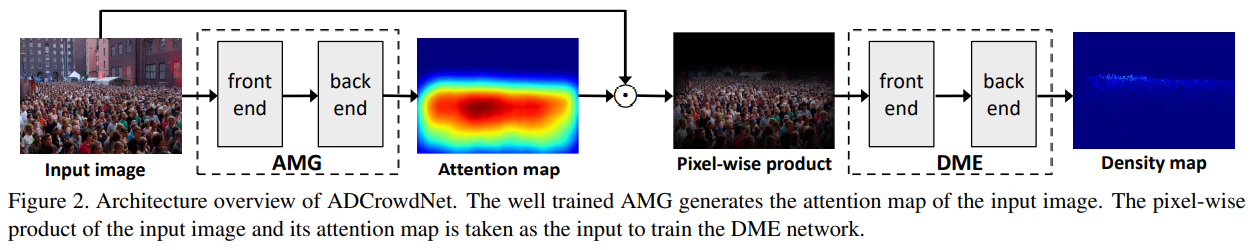 front end
back end
front end
back end
AMG
DME
Input image
Attention map
Pixel-wise product
Density map
Figure 2. Architecture overview of ADCrowdNet. The well trained AMG generates the attention map of the input image. The pixel-wise
product of the input image and its attention map is taken as the input to train the DME network.